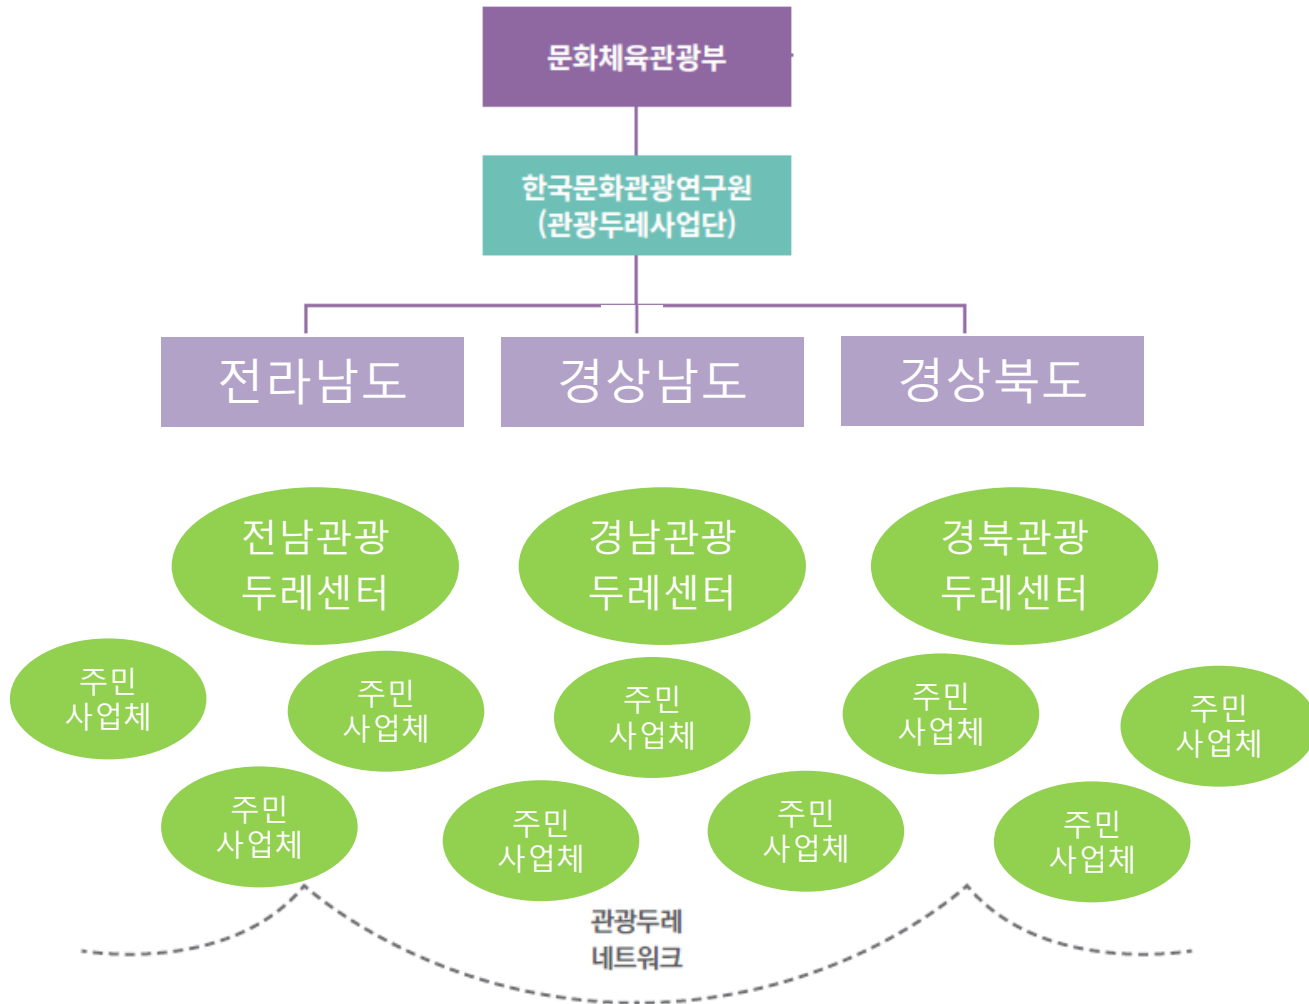 문화체육관광부
한국문화관광연구원
(관광두레사업단)
전라남도
경상남도
경상북도
전남관광
두레센터
경남관광
두레센터
경북관광
두레센터
주민
사업체
주민
사업체
주민
사업체
주민
사업체
주민
사업체
주민
사업체
주민
사업체
주민
사업체
주민
사업체
관광두레
네트워크